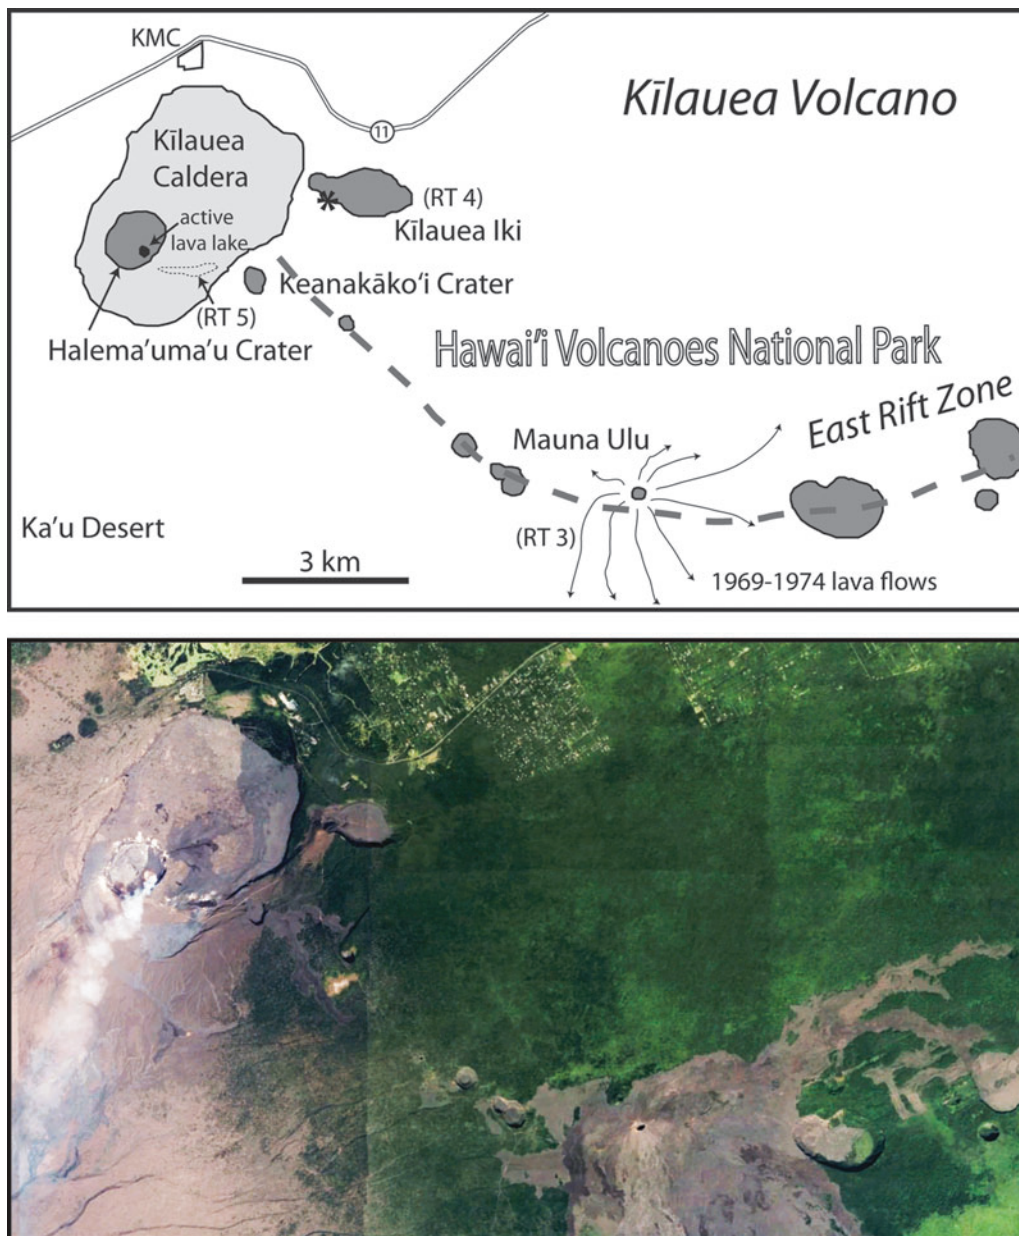 KMC
Kīlauea Volcano
11
Kīlauea
Caldera
(RT 4)
active
lava lake
Kīlauea Iki
Keanakāko'i Crater
(RT 5)
Halema'uma'u Crater
Hawai'i Volcanoes National Park
East Rift Zone
Mauna Ulu
Ka'u Desert
(RT 3)
3 km
1969-1974 lava flows